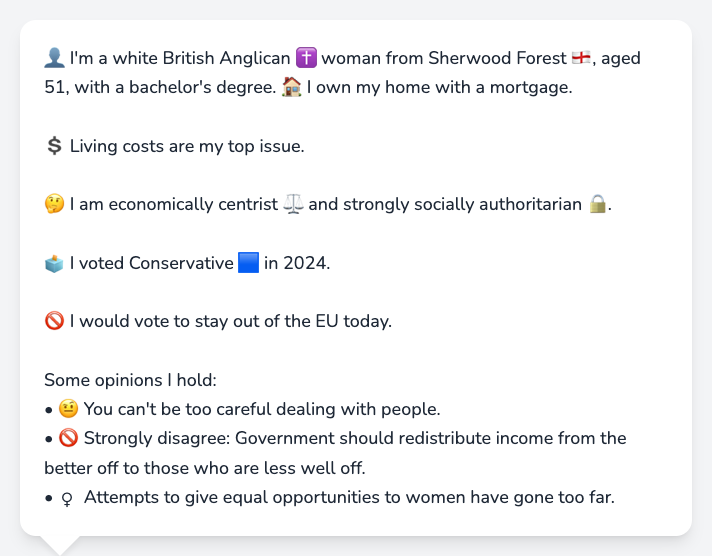 👤 I'm a white British Anglican ✝️ woman from Sherwood Forest 🏴󠁧󠁢󠁥󠁮󠁧󠁿, aged
51, with a bachelor's degree. 🏠 I own my home with a mortgage.
💲 Living costs are my top issue.
🤔 I am economically centrist ⚖️ and strongly socially authoritarian 🔒.
🗳️ I voted Conservative 🟦 in 2024.
🚫 I would vote to stay out of the EU today.
Some opinions I hold:
• 🤨 You can't be too careful dealing with people.
• 🚫 Strongly disagree: Government should redistribute income from the
better off to those who are less well off.
• ♀ Attempts to give equal opportunities to women have gone too far.